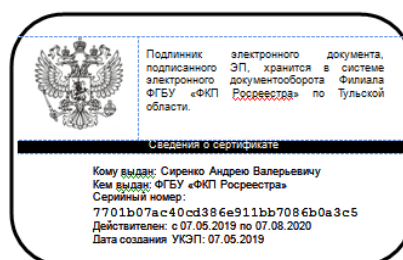 Подлинник электронного документа,
подписанного ЭП, хранится в системе
электронного документооборота Филиала
ФГБУ «ФКП Росреестра» по Тульской
области.
Сведения о сертификате
Кому выдан: Сиренко Андрею Валерьевичу
Кем выдан: ФГБУ «ФКП Росреестра»
Серийный номер:
7701b07ac40cd386e911bb7086b0a3c5
Действителен: с 07.05.2019 по 07.08.2020
Дата создания УКЭП: 07.05.2019